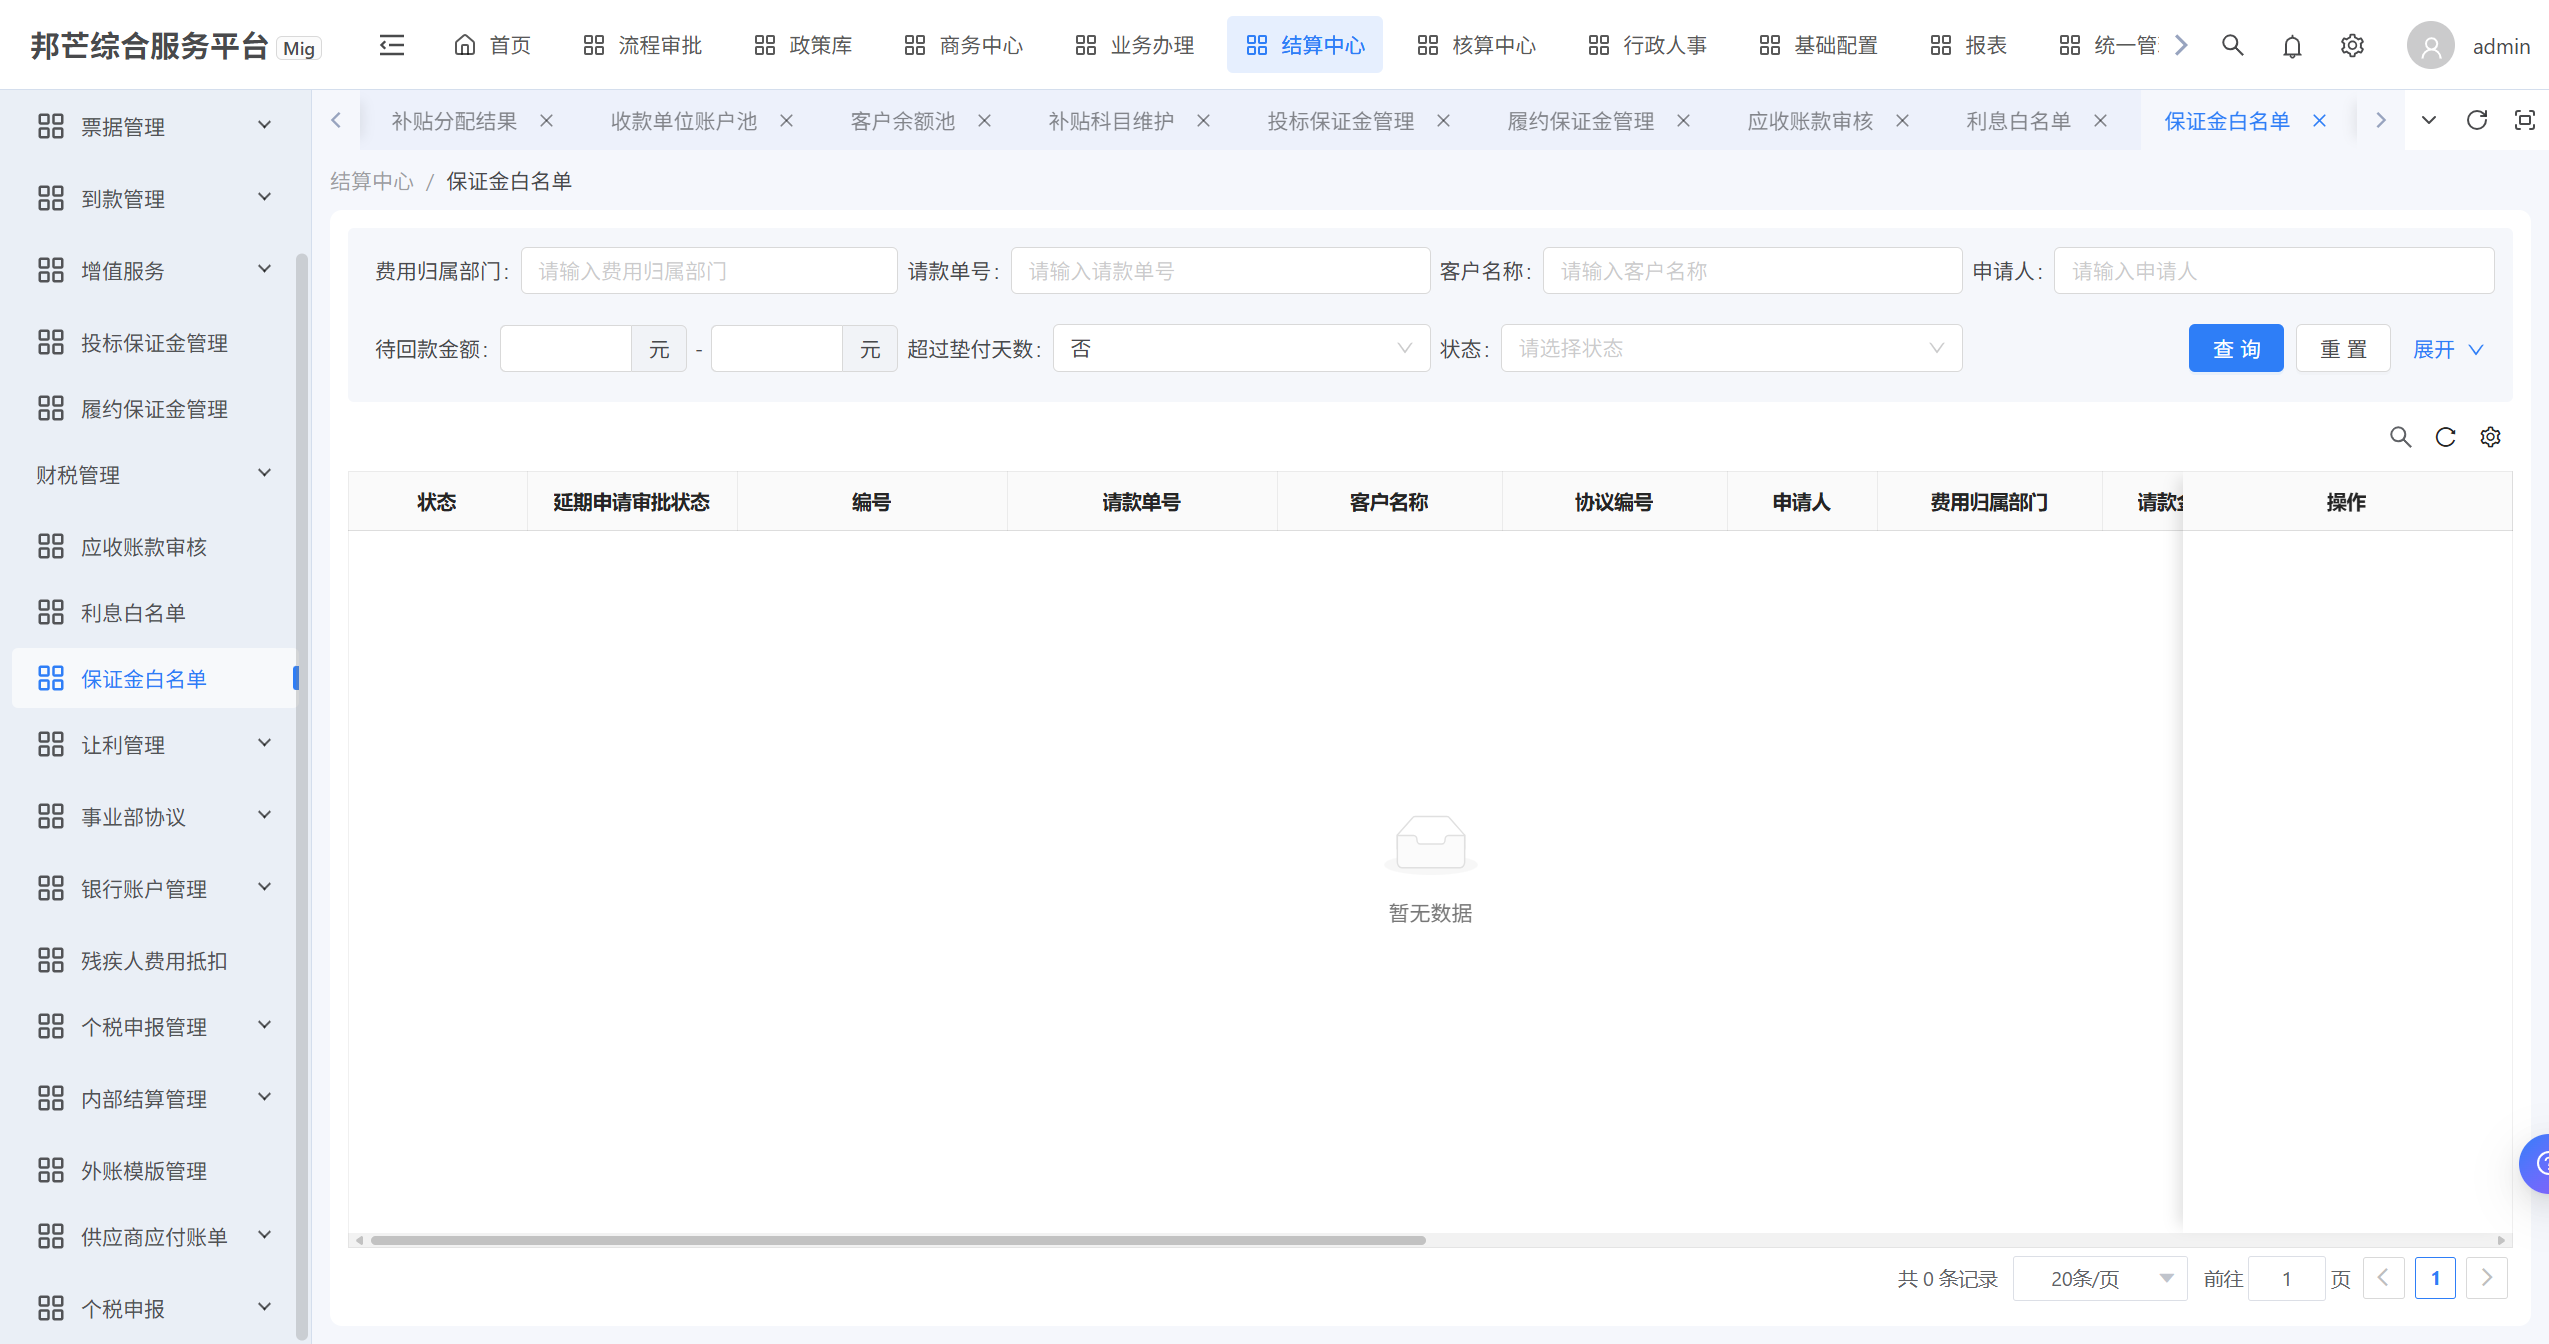 邦芒综合服务平台 Mig 首页 流程审批 政策库 商务中心 业务办理 结算中心 核算中心 行政人事 基础配置 报表 统一管 admin
补贴分配结果 收款单位账户池 客户余额池 补贴科目维护 投标保证金管理 履约保证金管理 应收账款审核 利息白名单 保证金白名单
票据管理
到款管理
增值服务
投标保证金管理
履约保证金管理
财税管理
应收账款审核
利息白名单
保证金白名单
让利管理
事业部协议
银行账户管理
残疾人费用抵扣
个税申报管理
内部结算管理
外账模版管理
供应商应付账单
个税申报
结算中心 / 保证金白名单
费用归属部门: 请输入费用归属部门 请款单号: 请输入请款单号 客户名称: 请输入客户名称 申请人: 请输入申请人
待回款金额: 元 - 元 超过垫付天数: 否 状态: 请选择状态 查 询 重 置 展开
状态 延期申请审批状态 编号 请款单号 客户名称 协议编号 申请人 费用归属部门 请款 操作
暂无数据
共 0 条记录 20条/页 前往 1 页 1